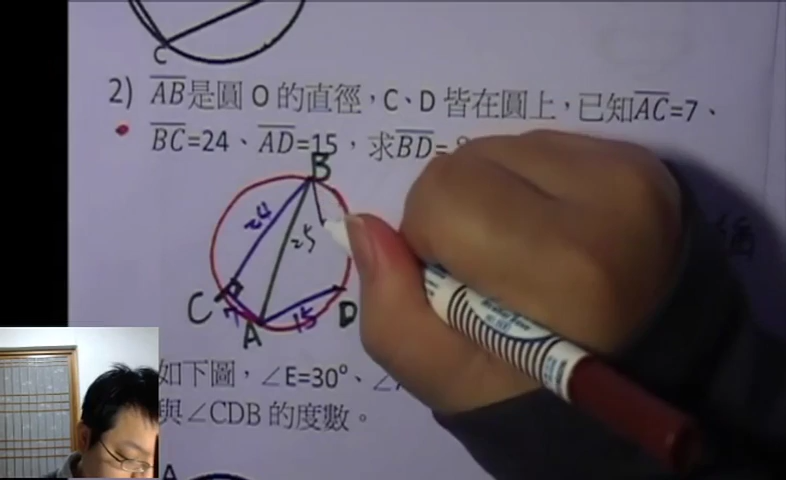 C
2) AB是圓 O 的直徑，C、D 皆在圓上，已知AC=7、
BC=24、AD=15，求BD=
B
24
25
C
7
A
15
D
如下圖，∠E=30°、∠
與∠CDB 的度數。
A